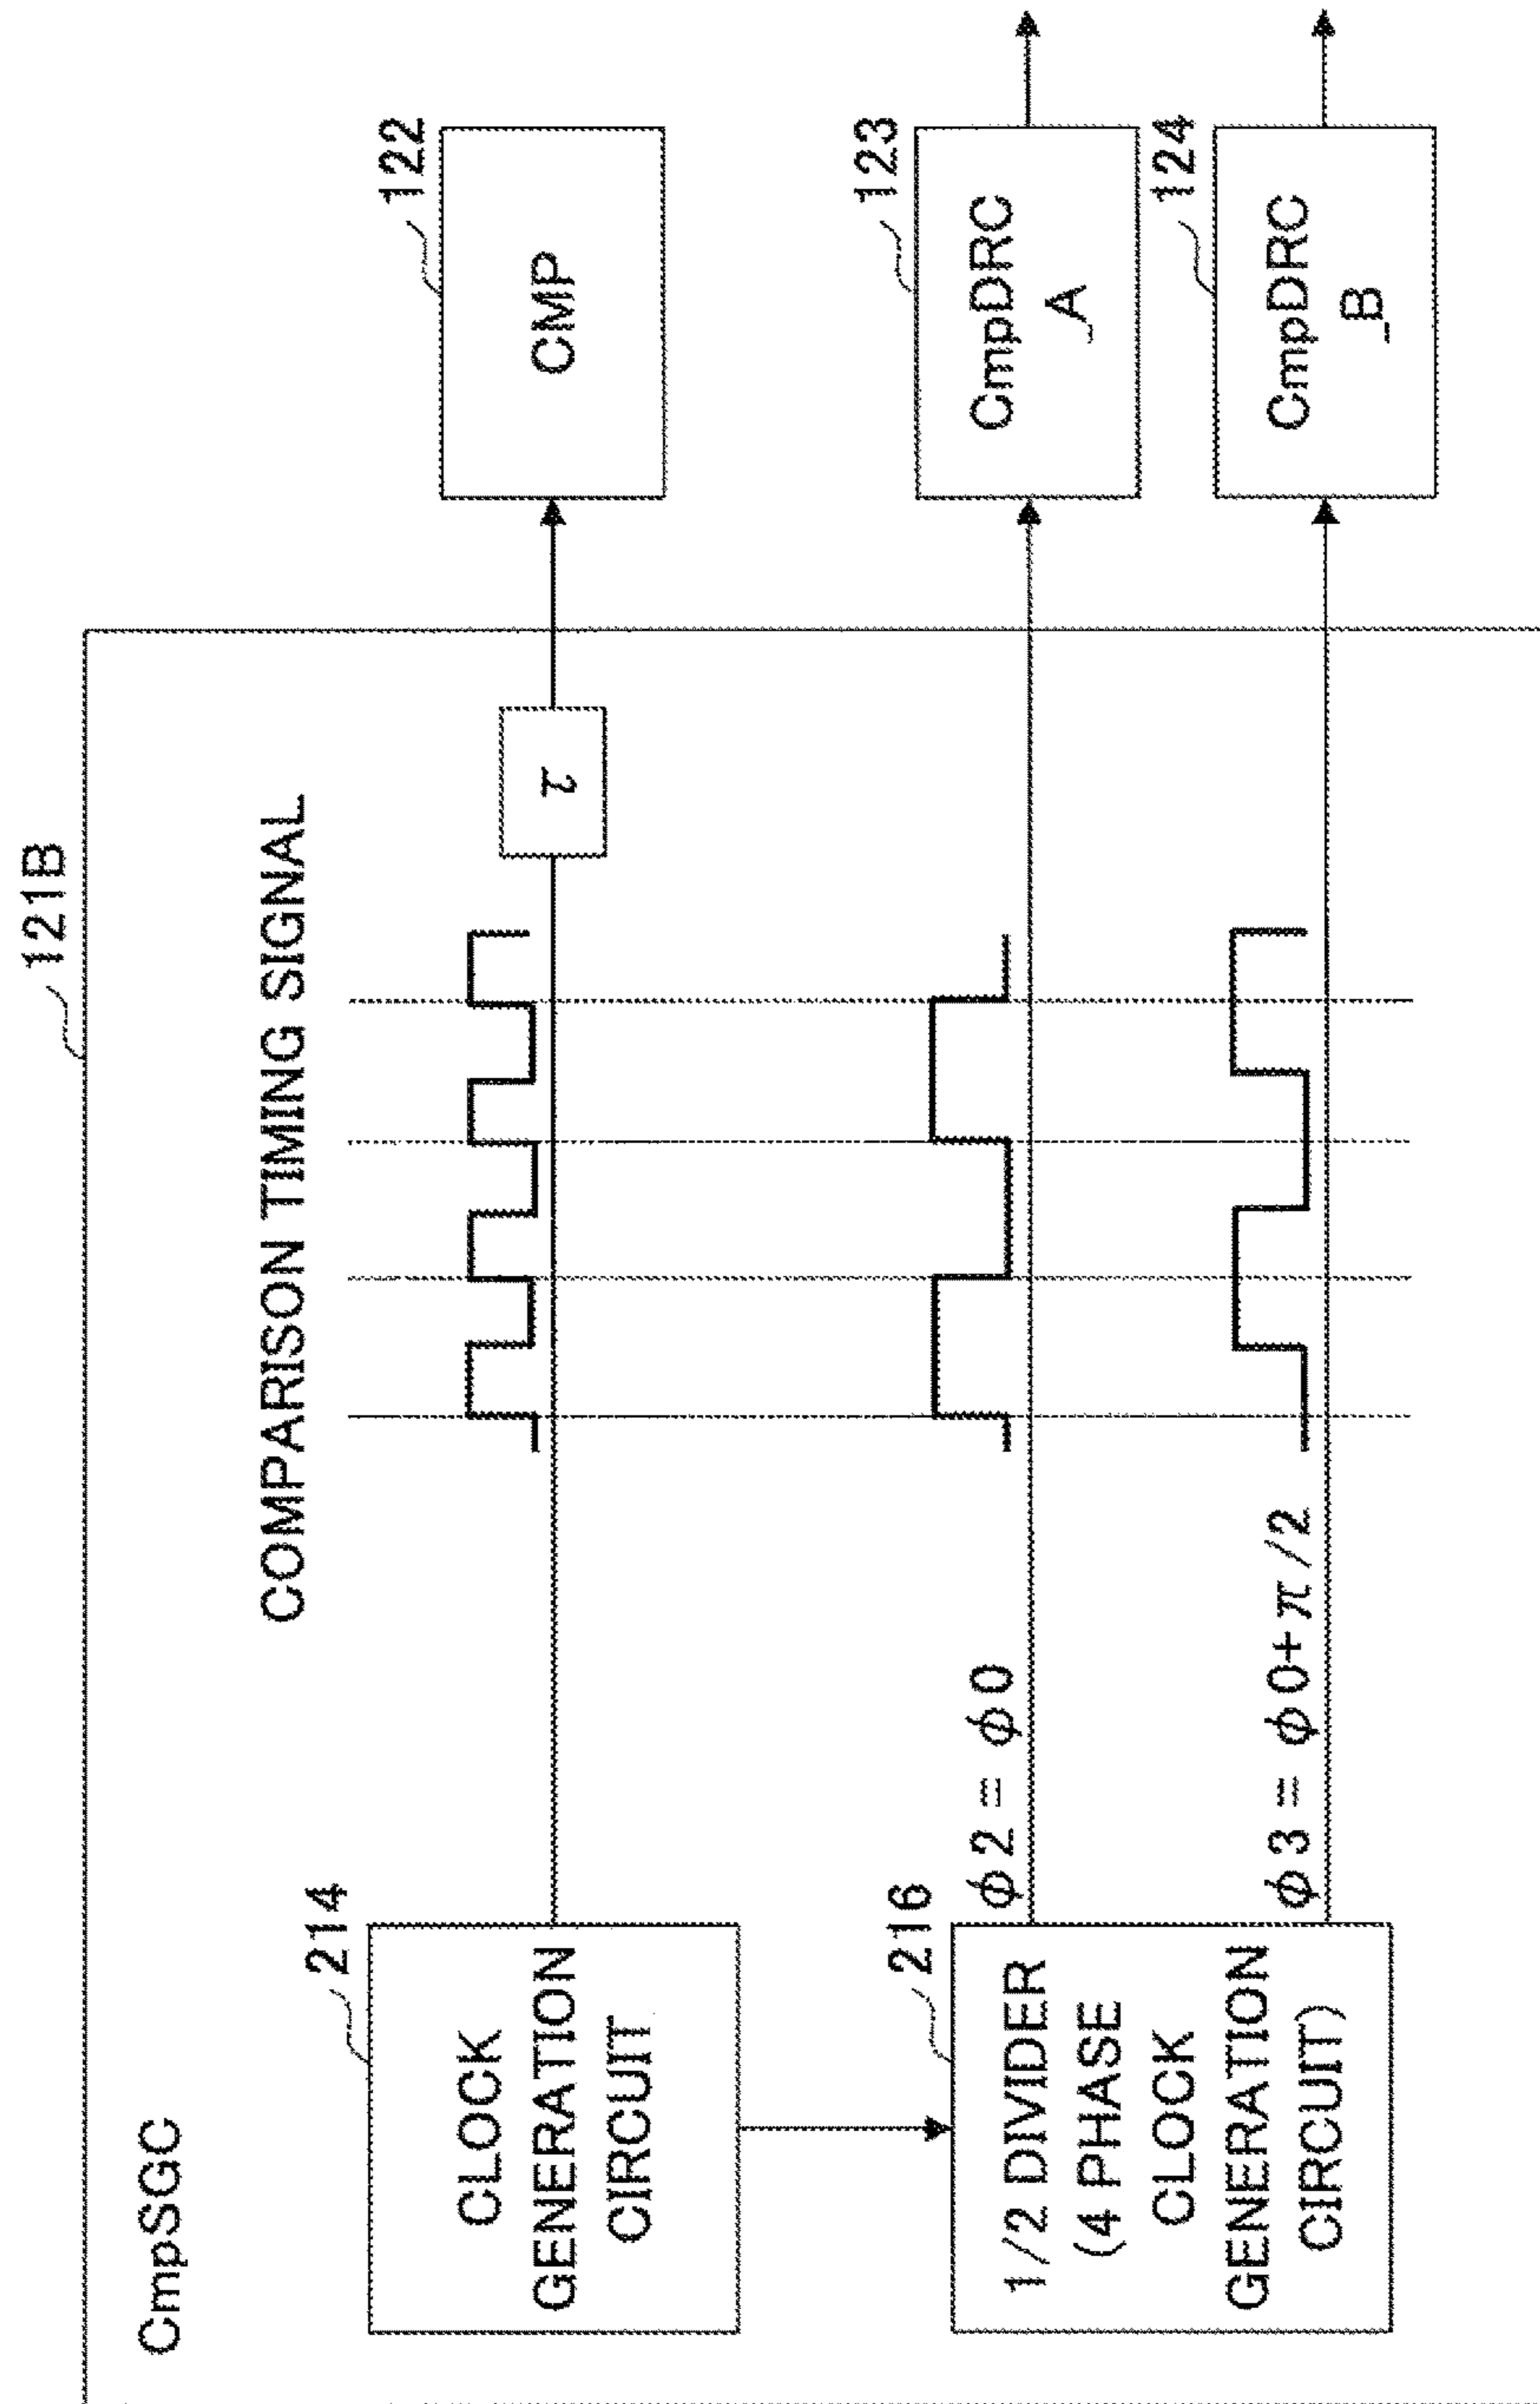 121B
CmpSGC
COMPARISON TIMING SIGNAL
214
CLOCK
GENERATION
CIRCUIT
122
CMP
216
1/2 DIVIDER
(4 PHASE
CLOCK
GENERATION
CIRCUIT)
ϕ2 = ϕ0
123
CmpDRC
_A
ϕ3 = ϕ0+π/2
124
CmpDRC
_B